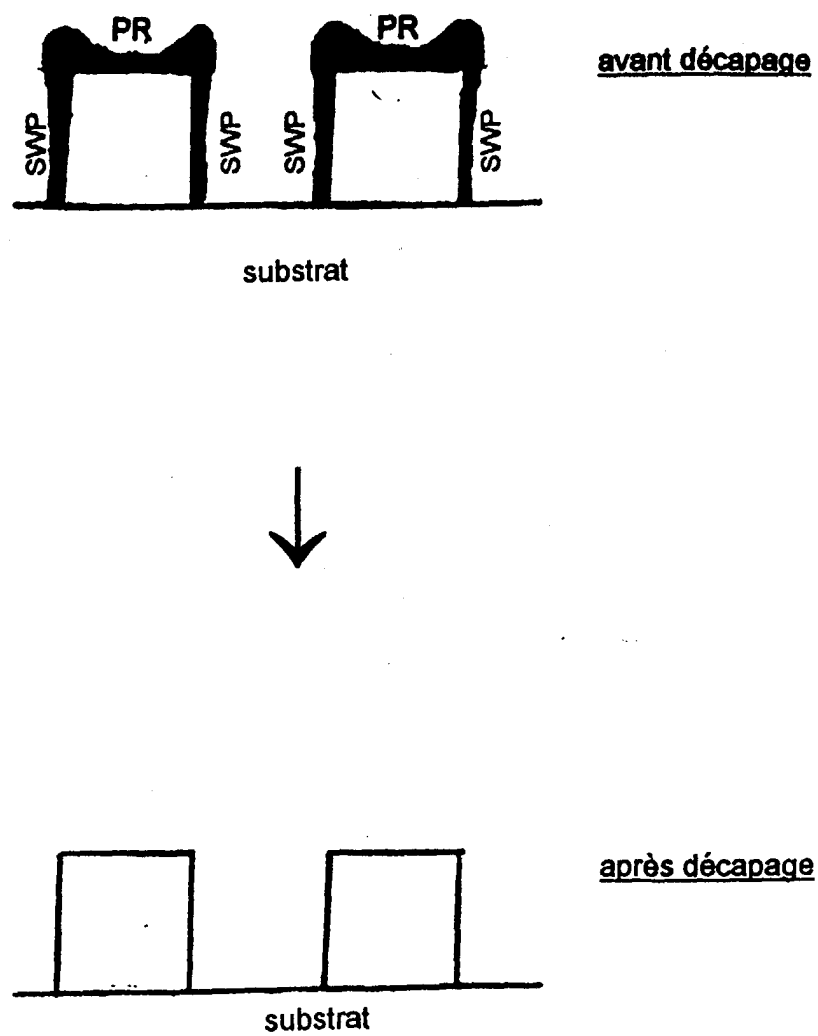 PR PR
avant décapage
SWP SWP SWP SWP
substrat
après décapage
substrat